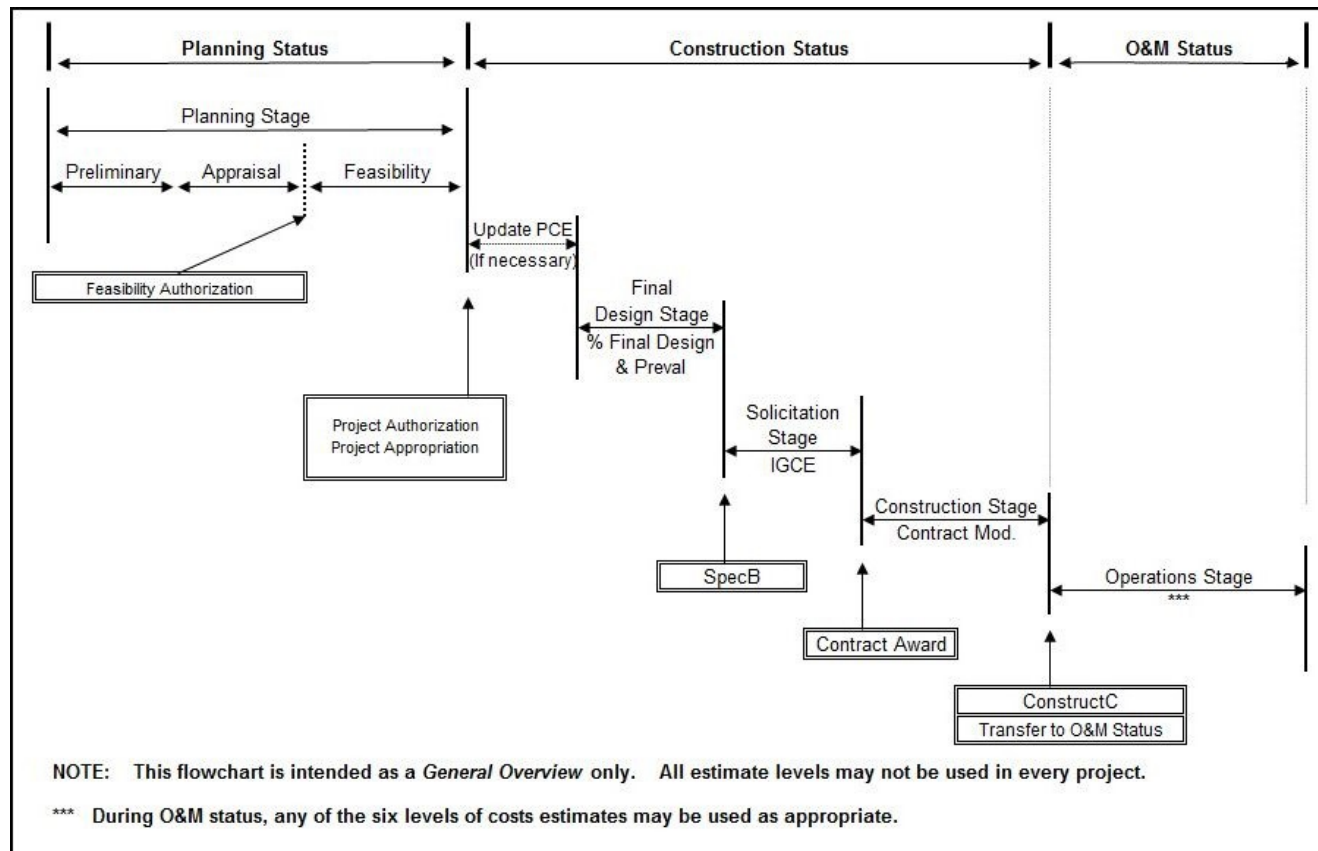 Planning Status
Construction Status
O&M Status
Planning Stage
Preliminary
Appraisal
Feasibility
Update PCE
(If necessary)
Feasibility Authorization
Final
Design Stage
% Final Design
& Preval
Project Authorization
Project Appropriation
Solicitation
Stage
IGCE
Construction Stage
Contract Mod.
SpecB
Operations Stage
***
Contract Award
ConstructC
Transfer to O&M Status
NOTE: This flowchart is intended as a General Overview only. All estimate levels may not be used in every project.
*** During O&M status, any of the six levels of costs estimates may be used as appropriate.